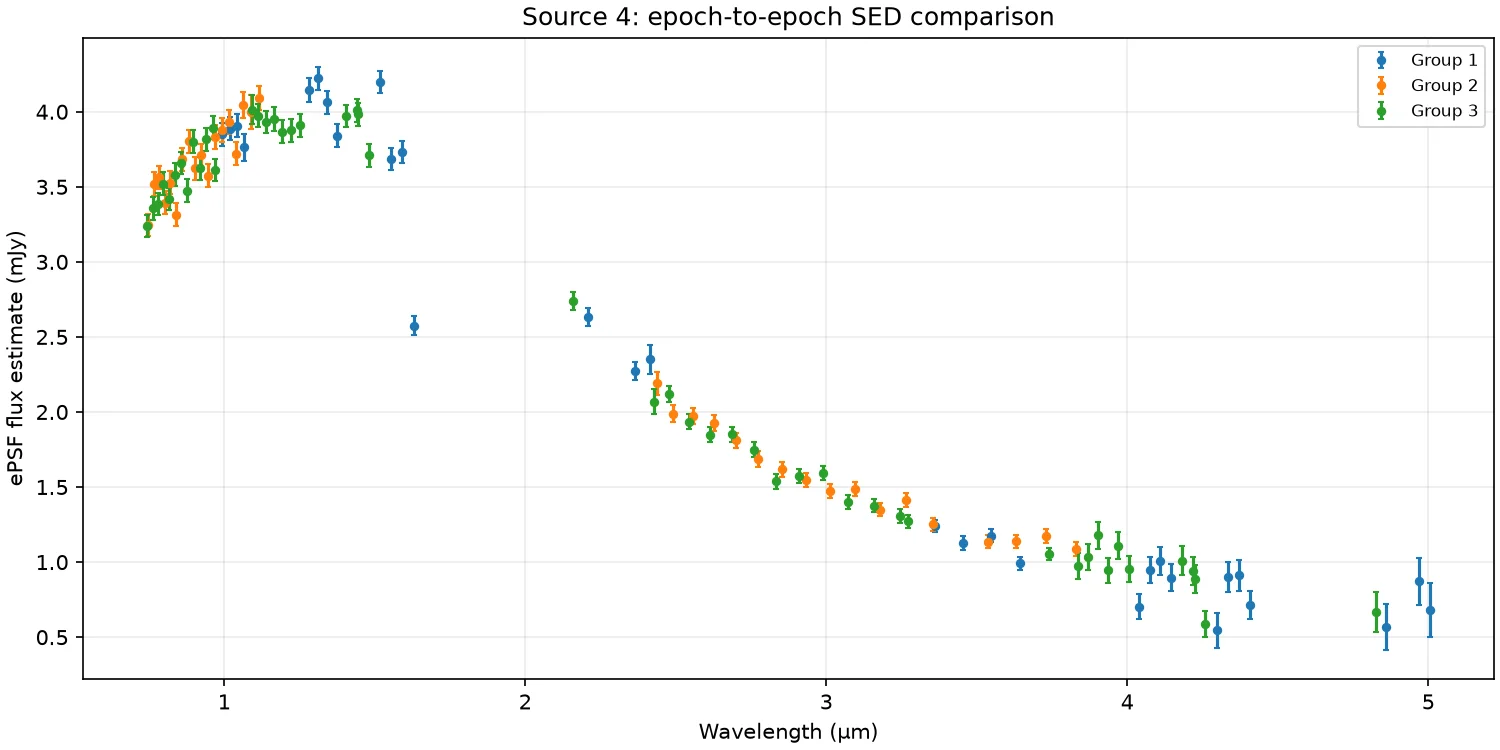 Source 4: epoch-to-epoch SED comparison
Group 1
Group 2
Group 3
ePSF flux estimate (mJy)
4.0
3.5
3.0
2.5
2.0
1.5
1.0
0.5
1 2 3 4 5
Wavelength (μm)